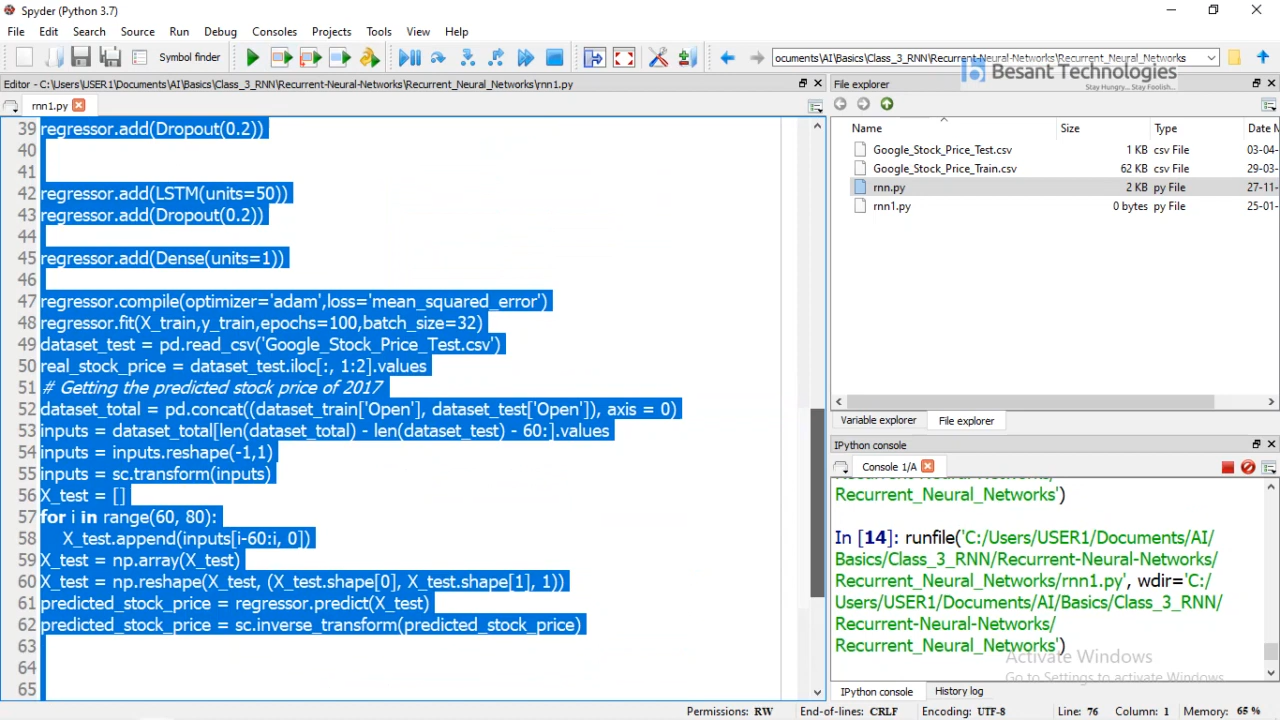 Spyder (Python 3.7)
File Edit Search Source Run Debug Consoles Projects Tools View Help
Symbol finder
ocuments\AI\Basics\Class_3_RNN\Recurrent-Neural-Networks\Recurrent_Neural_Networks
Besant Technologies
Stay Hungry... Stay Foolish...
Editor - C:\Users\USER1\Documents\AI\Basics\Class_3_RNN\Recurrent-Neural-Networks\Recurrent_Neural_Networks\rnn1.py
rnn1.py
39 regressor.add(Dropout(0.2))
40
41
42 regressor.add(LSTM(units=50))
43 regressor.add(Dropout(0.2))
44
45 regressor.add(Dense(units=1))
46
47 regressor.compile(optimizer='adam',loss='mean_squared_error')
48 regressor.fit(X_train,y_train,epochs=100,batch_size=32)
49 dataset_test = pd.read_csv('Google_Stock_Price_Test.csv')
50 real_stock_price = dataset_test.iloc[:, 1:2].values
51 # Getting the predicted stock price of 2017
52 dataset_total = pd.concat((dataset_train['Open'], dataset_test['Open']), axis = 0)
53 inputs = dataset_total[len(dataset_total) - len(dataset_test) - 60:].values
54 inputs = inputs.reshape(-1,1)
55 inputs = sc.transform(inputs)
56 X_test = []
57 for i in range(60, 80):
58 X_test.append(inputs[i-60:i, 0])
59 X_test = np.array(X_test)
60 X_test = np.reshape(X_test, (X_test.shape[0], X_test.shape[1], 1))
61 predicted_stock_price = regressor.predict(X_test)
62 predicted_stock_price = sc.inverse_transform(predicted_stock_price)
63
64
65
File explorer
Name Size Type Date M
Google_Stock_Price_Test.csv 1 KB csv File 03-04-
Google_Stock_Price_Train.csv 62 KB csv File 29-03-
rnn.py 2 KB py File 27-11-
rnn1.py 0 bytes py File 25-01-
Variable explorer File explorer
IPython console
Console 1/A
Recurrent_Neural_Networks')
In [14]: runfile('C:/Users/USER1/Documents/AI/
Basics/Class_3_RNN/Recurrent-Neural-Networks/
Recurrent_Neural_Networks/rnn1.py', wdir='C:/
Users/USER1/Documents/AI/Basics/Class_3_RNN/
Recurrent-Neural-Networks/
Recurrent_Neural_Networks')
Activate Windows
Go to Settings to activate Windows.
IPython console History log
Permissions: RW End-of-lines: CRLF Encoding: UTF-8 Line: 76 Column: 1 Memory: 65 %